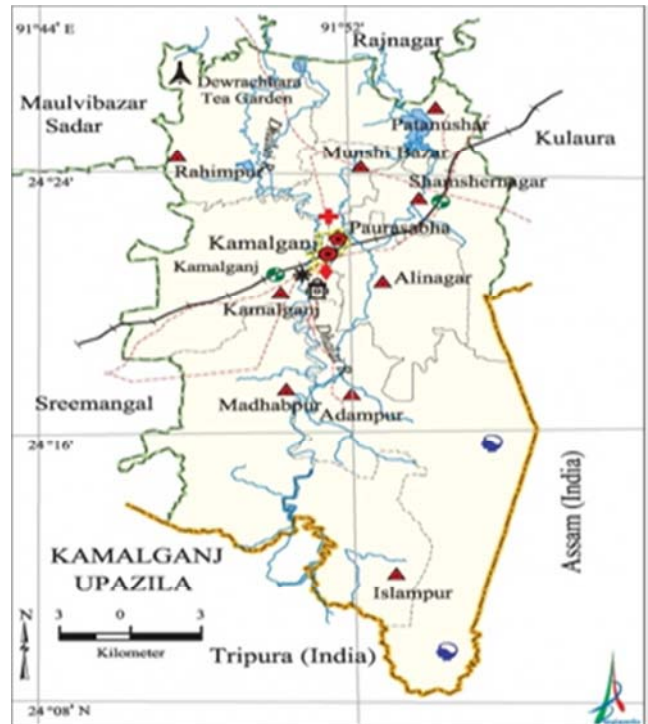 91°44′ E
91°52′
Rajnagar
Dewrachhara
Tea Garden
Maulvibazar
Sadar
Patanushar
Kulaura
Dhalai R
Munshi Bazar
24°24′
Rahimpur
Shamshernagar
Paurasabha
Kamalganj
Kamalganj
Alinagar
Kamalganj
Dhalai
Sreemangal
Madhabpur
Adampur
24°16′
Assam (India)
KAMALGANJ
UPAZILA
Islampur
N
3 0 3
Kilometer
Tripura (India)
24°08′ N